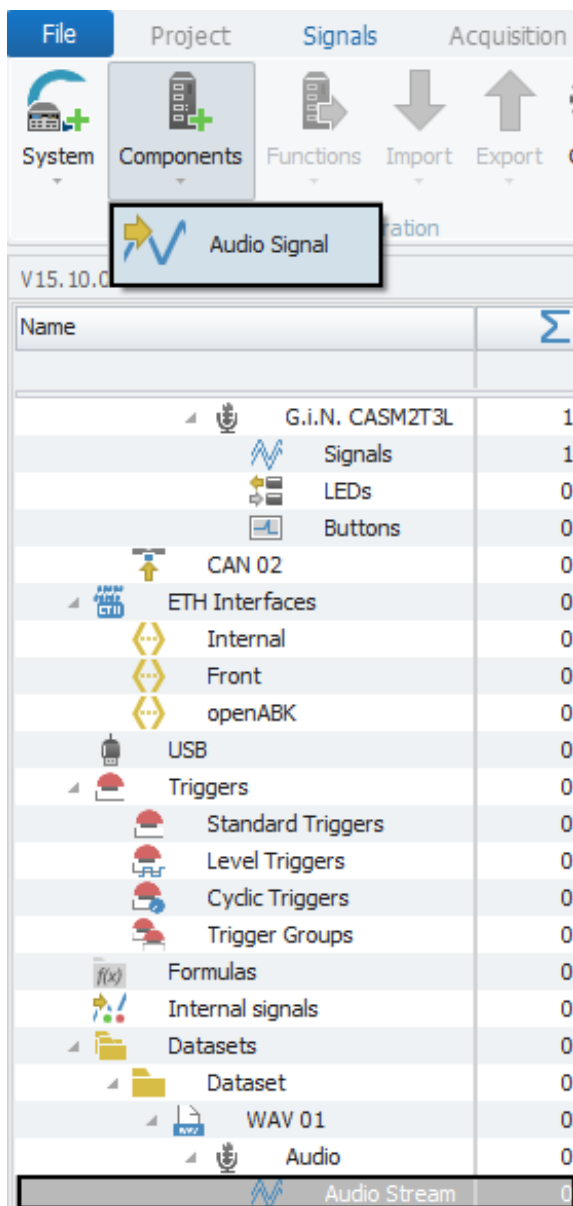 File Project Signals Acquisition
System Components Functions Import Export
Audio Signal
V15.10.0
Name Σ
G.i.N. CASM2T3L 1
Signals 1
LEDs 0
Buttons 0
CAN 02 0
ETH Interfaces 0
Internal 0
Front 0
openABK 0
USB 0
Triggers 0
Standard Triggers 0
Level Triggers 0
Cyclic Triggers 0
Trigger Groups 0
f(x) Formulas 0
Internal signals 0
Datasets 0
Dataset 0
WAV 01 0
Audio 0
Audio Stream 0